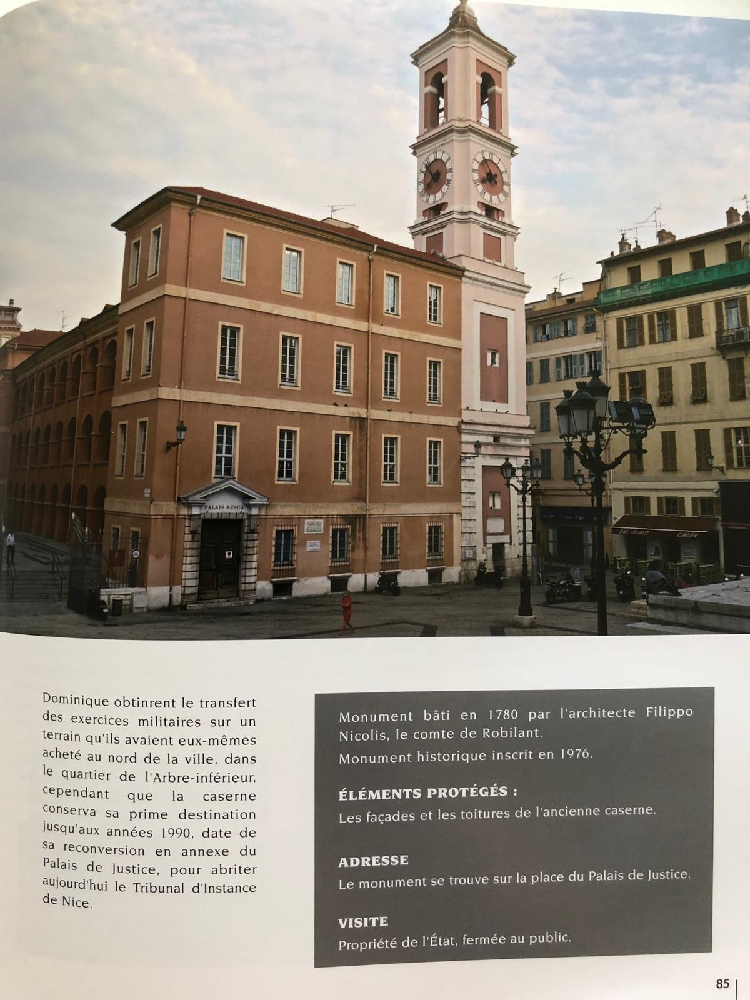 PALAIS RUSCA
GELATO
GLACIER
Dominique obtinrent le transfert
des exercices militaires sur un
terrain qu'ils avaient eux-mêmes
acheté au nord de la ville, dans
le quartier de l'Arbre-inférieur,
cependant que la caserne
conserva sa prime destination
jusqu'aux années 1990, date de
sa reconversion en annexe du
Palais de Justice, pour abriter
aujourd'hui le Tribunal d'Instance
de Nice.
Monument bâti en 1780 par l'architecte Filippo
Nicolis, le comte de Robilant.
Monument historique inscrit en 1976.
ÉLÉMENTS PROTÉGÉS :
Les façades et les toitures de l'ancienne caserne.
ADRESSE
Le monument se trouve sur la place du Palais de Justice.
VISITE
Propriété de l'État, fermée au public.
85